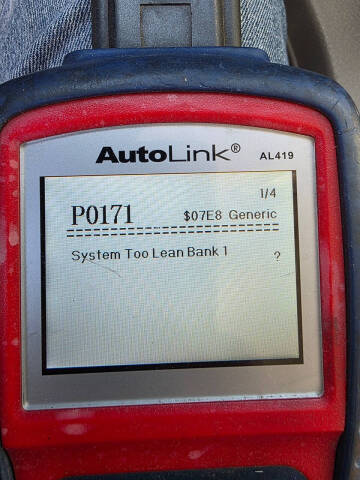 AutoLink® AL419
1/4
P0171 $07E8 Generic
System Too Lean Bank 1 ?